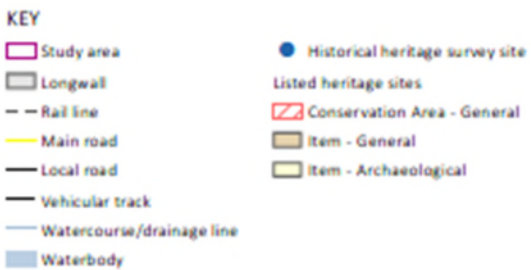 KEY
Study area
Longwall
Rail line
Main road
Local road
Vehicular track
Watercourse/drainage line
Waterbody
Historical heritage survey site
Listed heritage sites
Conservation Area - General
Item - General
Item - Archaeological